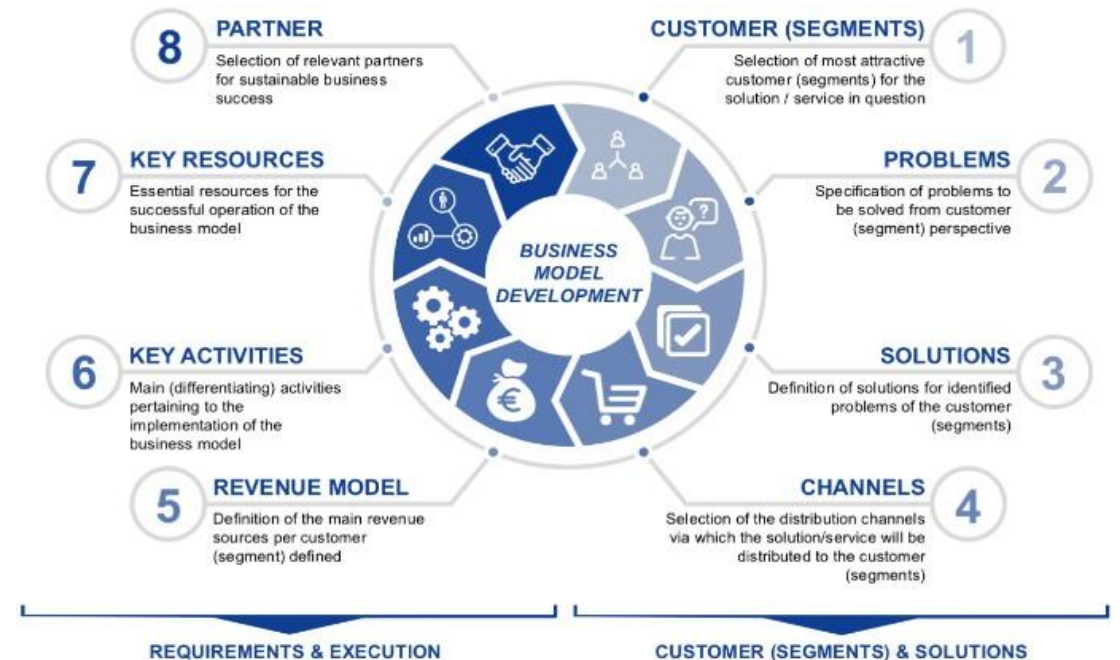 8
PARTNER
Selection of relevant partners
for sustainable business
success
CUSTOMER (SEGMENTS)
1
Selection of most attractive
customer (segments) for the
solution / service in question
7
KEY RESOURCES
Essential resources for the
successful operation of the
business model
PROBLEMS
2
Specification of problems to
be solved from customer
(segment) perspective
?
BUSINESS
MODEL
DEVELOPMENT
6
KEY ACTIVITIES
Main (differentiating) activities
pertaining to the
implementation of the
business model
SOLUTIONS
3
Definition of solutions for identified
problems of the customer
(segments)
€
5
REVENUE MODEL
Definition of the main revenue
sources per customer
(segment) defined
CHANNELS
4
Selection of the distribution channels
via which the solution/service will be
distributed to the customer
(segments)
REQUIREMENTS & EXECUTION
CUSTOMER (SEGMENTS) & SOLUTIONS